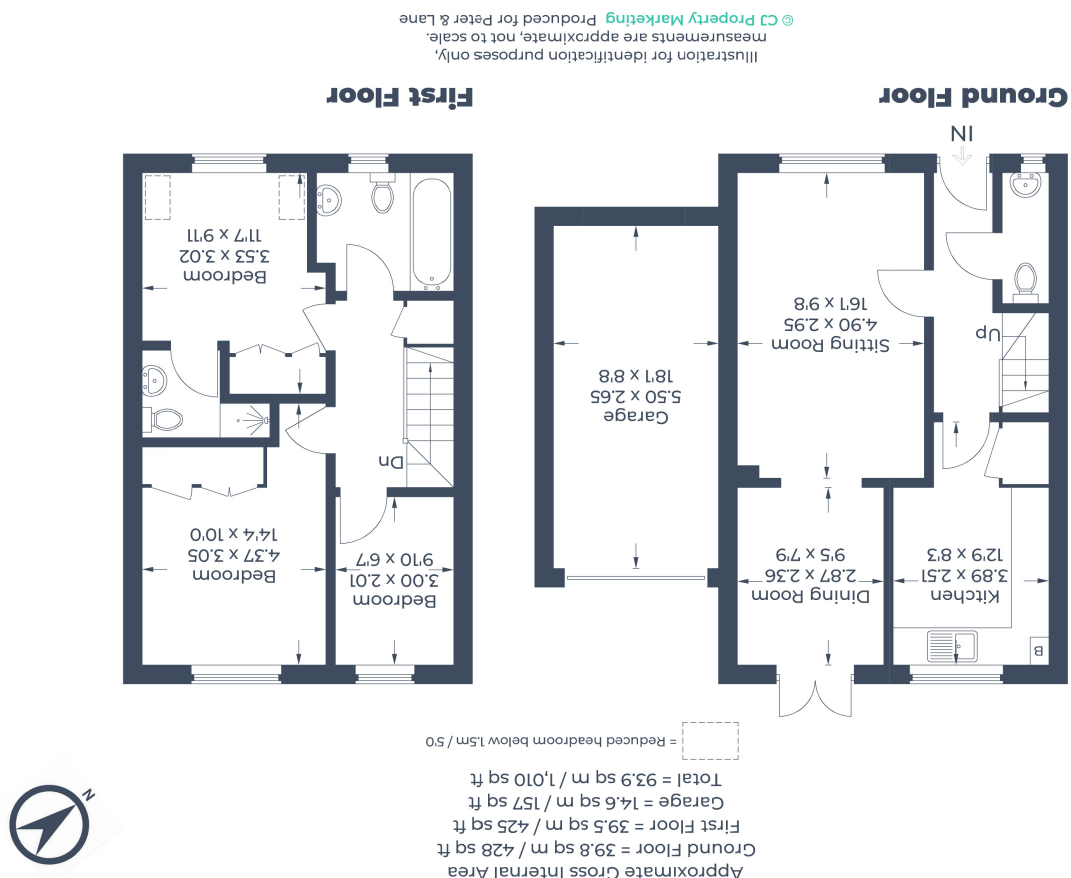 Approximate Gross Internal Area
Ground Floor = 39.8 sq m / 428 sq ft
First Floor = 39.5 sq m / 425 sq ft
Garage = 14.6 sq m / 157 sq ft
Total = 93.9 sq m / 1,010 sq ft
= Reduced headroom below 1.5m / 5'0
N
B
Kitchen
3.89 x 2.51
12'9 x 8'3
Dining Room
2.87 x 2.36
9'5 x 7'9
Garage
5.50 x 2.65
18'1 x 8'8
Sitting Room
4.90 x 2.95
16'1 x 9'8
Up
IN
Ground Floor
Bedroom
3.00 x 2.01
9'10 x 6'7
Bedroom
4.37 x 3.05
14'4 x 10'0
Dn
Bedroom
3.53 x 3.02
11'7 x 9'11
First Floor
Illustration for identification purposes only,
measurements are approximate, not to scale.
© CJ Property Marketing Produced for Peter & Lane